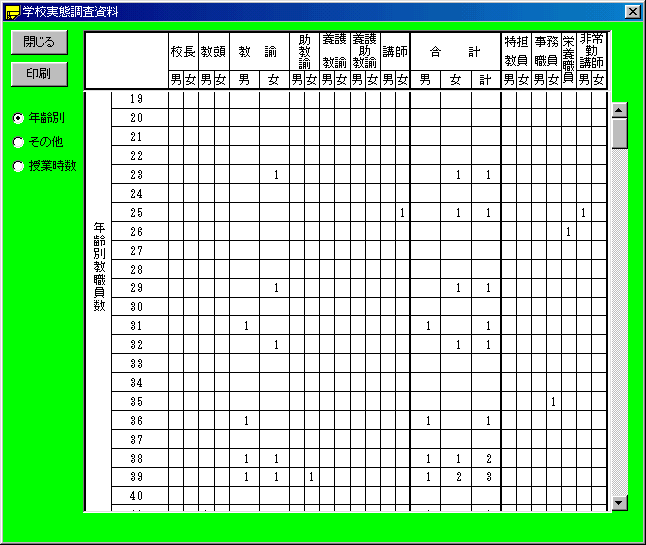 学校実態調査資料
閉じる
印刷
年齢別
その他
授業時数
校長 教頭 教諭 助教諭 養護教諭 養護助教諭 講師 合計 特担教員 事務職員 栄養職員 非常勤講師
男 女 男 女 男 女 男 女 男 女 男 女 男 女 男 女 計 男 女 男 女 男 女
年齢別教職員数
19
20
21
22
23 1 1 1
24
25 1 1 1 1
26 1
27
28
29 1 1 1
30
31 1 1 1
32 1 1 1
33
34
35 1
36 1 1 1
37
38 1 1 1 1 2
39 1 1 1 1 2 3
40